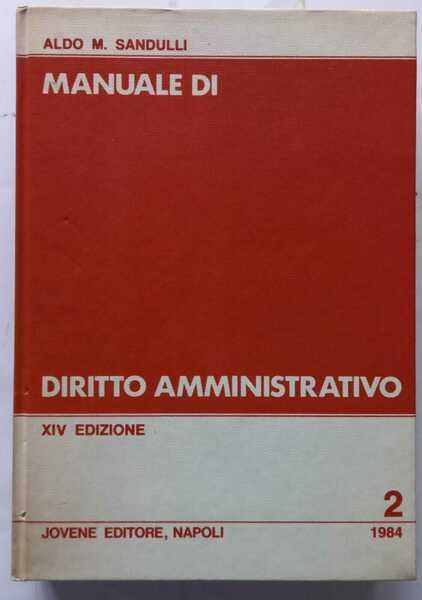 ALDO M. SANDULLI
MANUALE DI
DIRITTO AMMINISTRATIVO
XIV EDIZIONE
2
JOVENE EDITORE, NAPOLI 1984